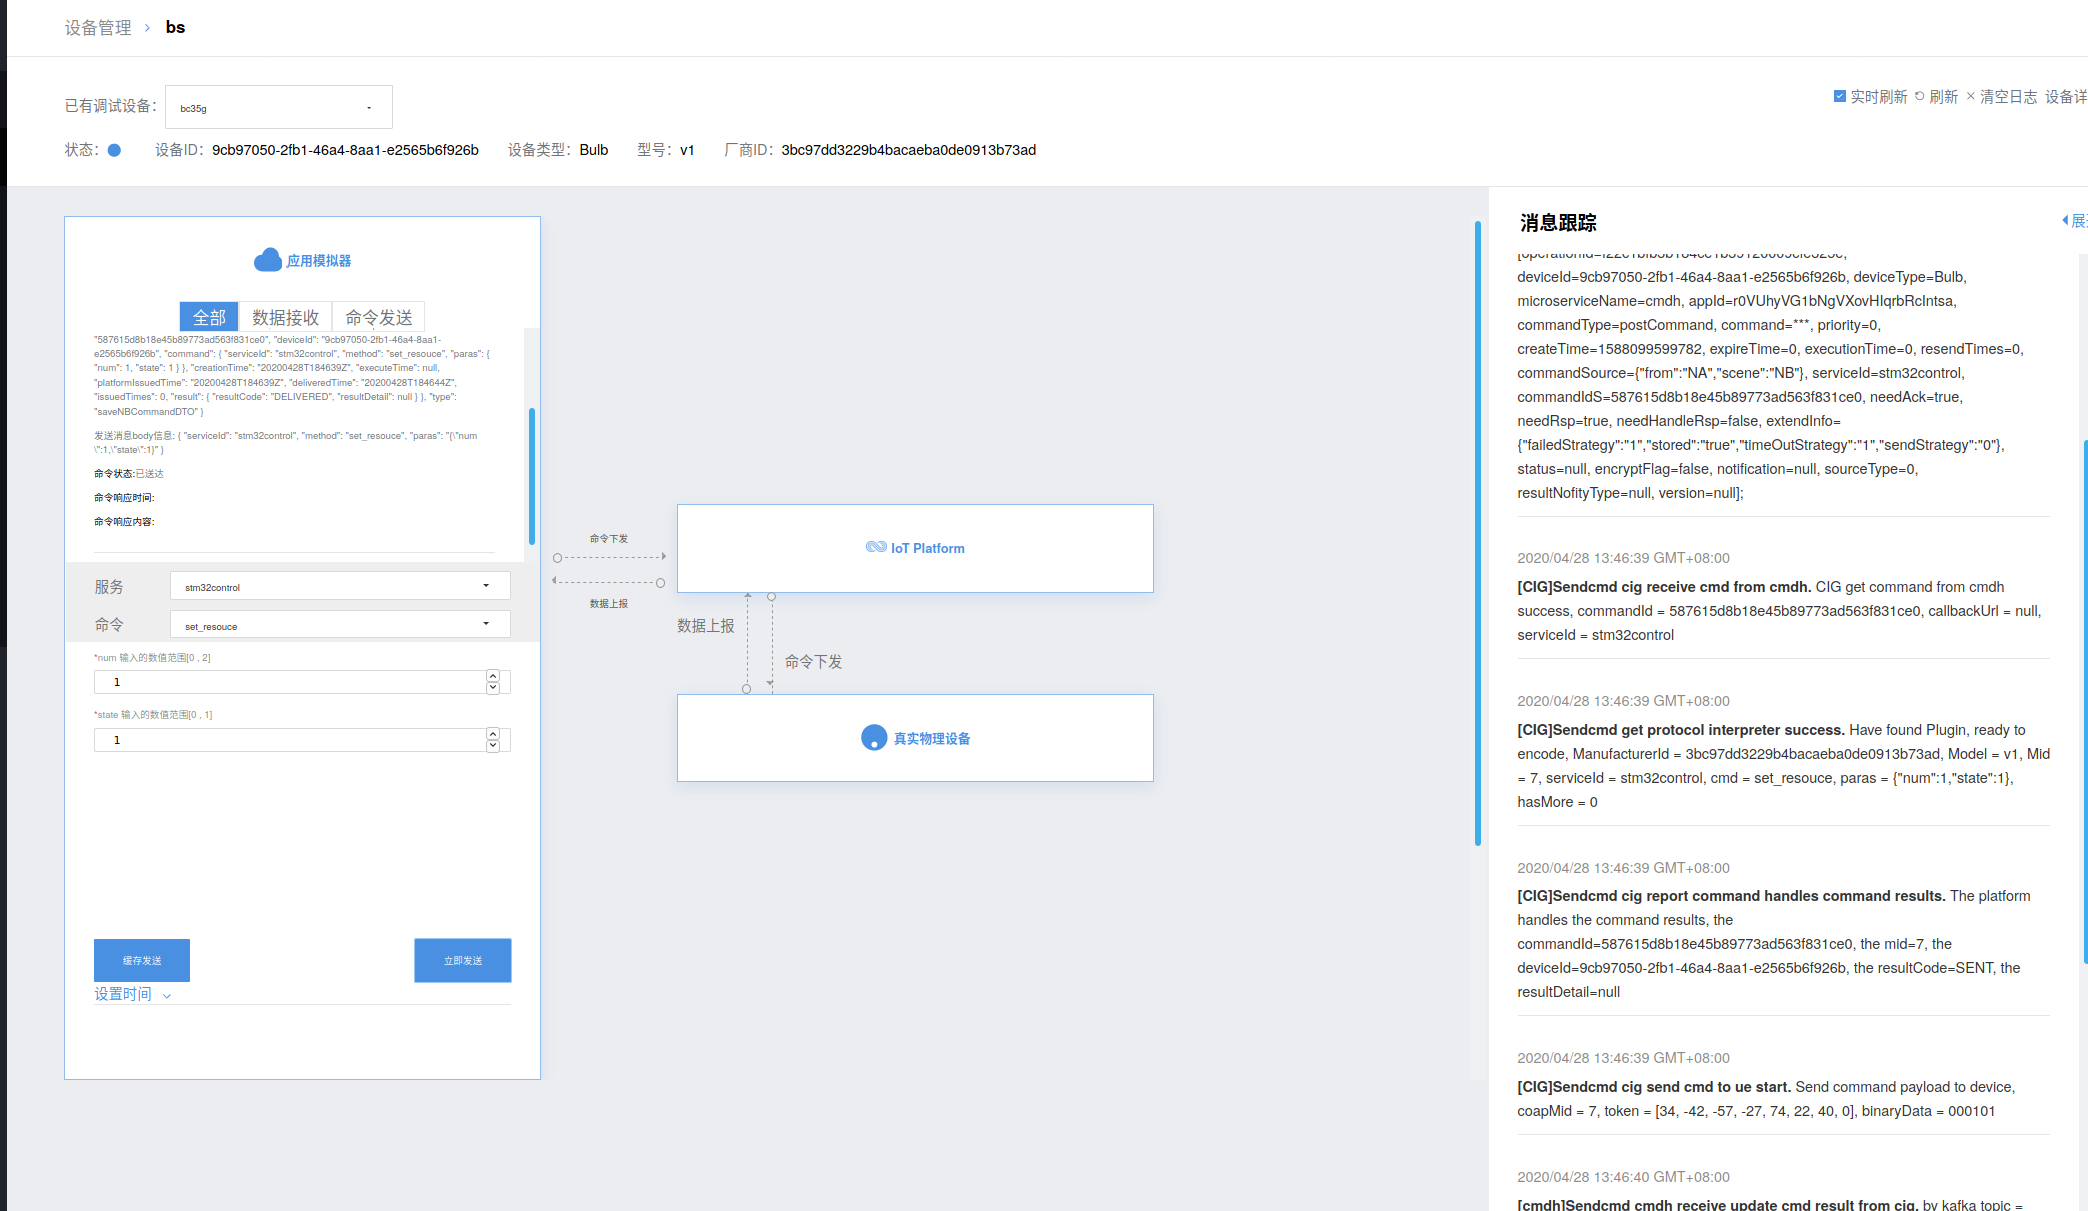 设备管理 > bs
已有调试设备: bc35g
实时刷新 刷新 清空日志 设备详
状态: 设备ID: 9cb97050-2fb1-46a4-8aa1-e2565b6f926b 设备类型: Bulb 型号: v1 厂商ID: 3bc97dd3229b4bacaeba0de0913b73ad
应用模拟器
全部 数据接收 命令发送
"587615d8b18e45b89773ad563f831ce0", "deviceId": "9cb97050-2fb1-46a4-8aa1-
e2565b6f926b", "command": { "serviceId": "stm32control", "method": "set_resouce", "paras": {
"num": 1, "state": 1 } }, "creationTime": "20200428T184639Z", "executeTime": null,
"platformIssuedTime": "20200428T184639Z", "deliveredTime": "20200428T184644Z",
"issuedTimes": 0, "result": { "resultCode": "DELIVERED", "resultDetail": null } }, "type":
"saveNBCommandDTO" }
发送消息body信息: { "serviceId": "stm32control", "method": "set_resouce", "paras": "{\"num
\":1,\"state\":1}" }
命令状态:已送达
命令响应时间:
命令响应内容:
服务 stm32control
命令 set_resouce
*num 输入的数值范围[0 , 2]
1
*state 输入的数值范围[0 , 1]
1
缓存发送 立即发送
设置时间
命令下发
数据上报
IoT Platform
数据上报
命令下发
真实物理设备
消息跟踪
展
deviceId=9cb97050-2fb1-46a4-8aa1-e2565b6f926b, deviceType=Bulb,
microserviceName=cmdh, appId=r0VUhyVG1bNgVXovHIqrbRcIntsa,
commandType=postCommand, command=***, priority=0,
createTime=1588099599782, expireTime=0, executionTime=0, resendTimes=0,
commandSource={"from":"NA","scene":"NB"}, serviceId=stm32control,
commandIdS=587615d8b18e45b89773ad563f831ce0, needAck=true,
needRsp=true, needHandleRsp=false, extendInfo=
{"failedStrategy":"1","stored":"true","timeOutStrategy":"1","sendStrategy":"0"},
status=null, encryptFlag=false, notification=null, sourceType=0,
resultNofityType=null, version=null];
2020/04/28 13:46:39 GMT+08:00
[CIG]Sendcmd cig receive cmd from cmdh. CIG get command from cmdh
success, commandId = 587615d8b18e45b89773ad563f831ce0, callbackUrl = null,
serviceId = stm32control
2020/04/28 13:46:39 GMT+08:00
[CIG]Sendcmd get protocol interpreter success. Have found Plugin, ready to
encode, ManufacturerId = 3bc97dd3229b4bacaeba0de0913b73ad, Model = v1, Mid
= 7, serviceId = stm32control, cmd = set_resouce, paras = {"num":1,"state":1},
hasMore = 0
2020/04/28 13:46:39 GMT+08:00
[CIG]Sendcmd cig report command handles command results. The platform
handles the command results, the
commandId=587615d8b18e45b89773ad563f831ce0, the mid=7, the
deviceId=9cb97050-2fb1-46a4-8aa1-e2565b6f926b, the resultCode=SENT, the
resultDetail=null
2020/04/28 13:46:39 GMT+08:00
[CIG]Sendcmd cig send cmd to ue start. Send command payload to device,
coapMid = 7, token = [34, -42, -57, -27, 74, 22, 40, 0], binaryData = 000101
2020/04/28 13:46:40 GMT+08:00
[cmdh]Sendcmd cmdh receive update cmd result from cig. by kafka topic =